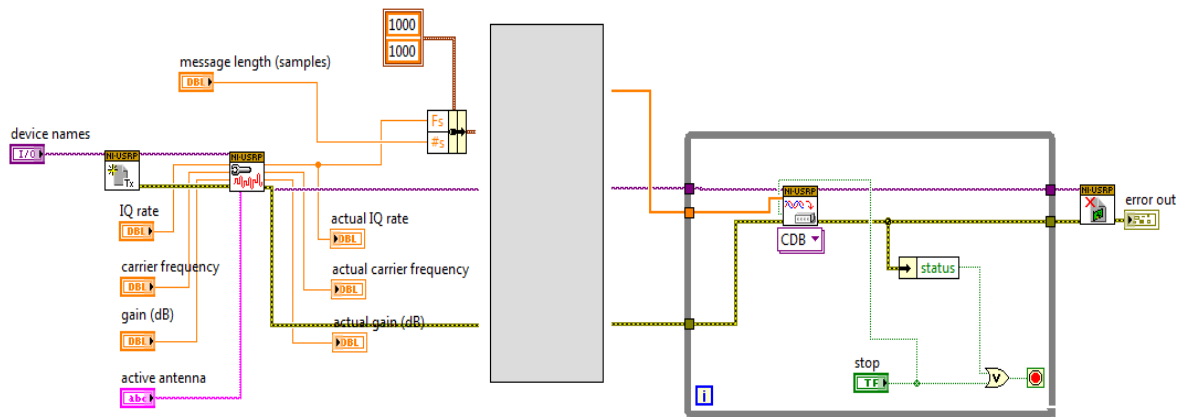 1000
1000
message length (samples)
DBL
Fs
#s
device names
I/O
NI-USRP
Tx
NI-USRP
IQ rate
DBL
actual IQ rate
DBL
carrier frequency
DBL
actual carrier frequency
DBL
gain (dB)
DBL
actual gain (dB)
DBL
active antenna
abc
NI-USRP
CDB
NI-USRP
error out
status
stop
TF
V
i